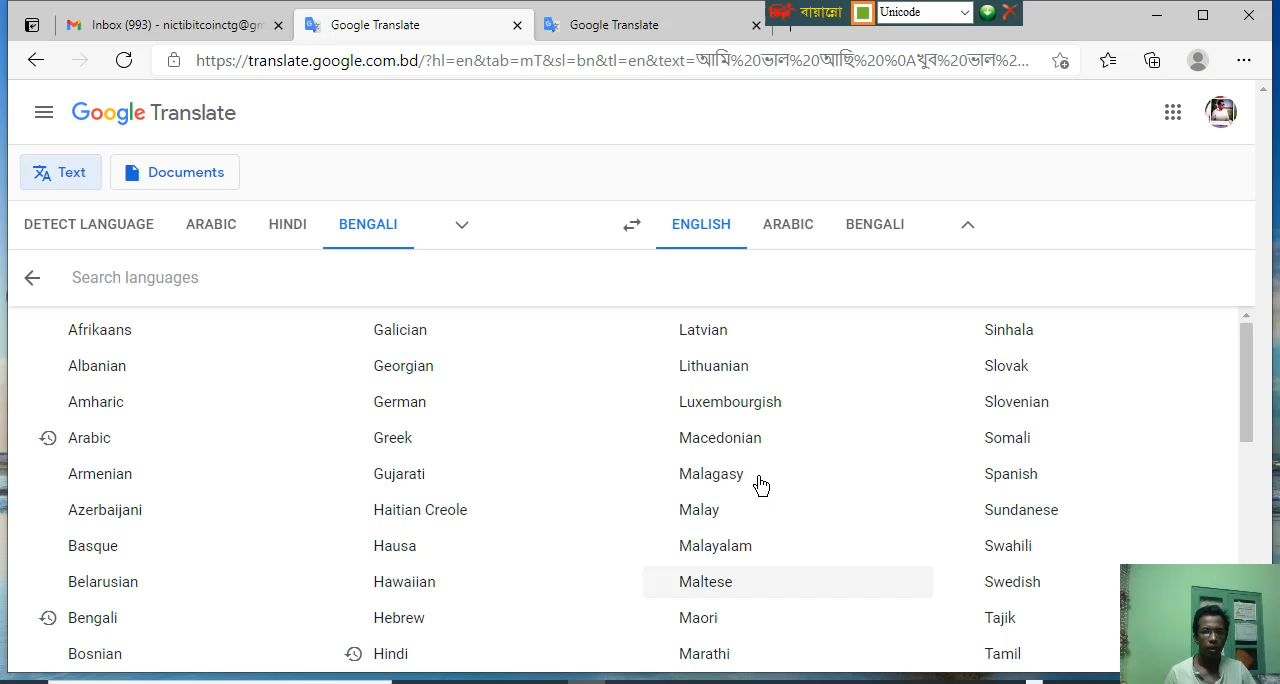 Inbox (993) - nictibitcoinctg@gm
Google Translate
Google Translate
বায়ান্নো
Unicode
https://translate.google.com.bd/?hl=en&tab=mT&sl=bn&tl=en&text=আমি%20ভাল%20আছি%20%0Aখুব%20ভাল%2...
Google Translate
Text
Documents
DETECT LANGUAGE ARABIC HINDI BENGALI ENGLISH ARABIC BENGALI
Search languages
Afrikaans Galician Latvian Sinhala
Albanian Georgian Lithuanian Slovak
Amharic German Luxembourgish Slovenian
Arabic Greek Macedonian Somali
Armenian Gujarati Malagasy Spanish
Azerbaijani Haitian Creole Malay Sundanese
Basque Hausa Malayalam Swahili
Belarusian Hawaiian Maltese Swedish
Bengali Hebrew Maori Tajik
Bosnian Hindi Marathi Tamil